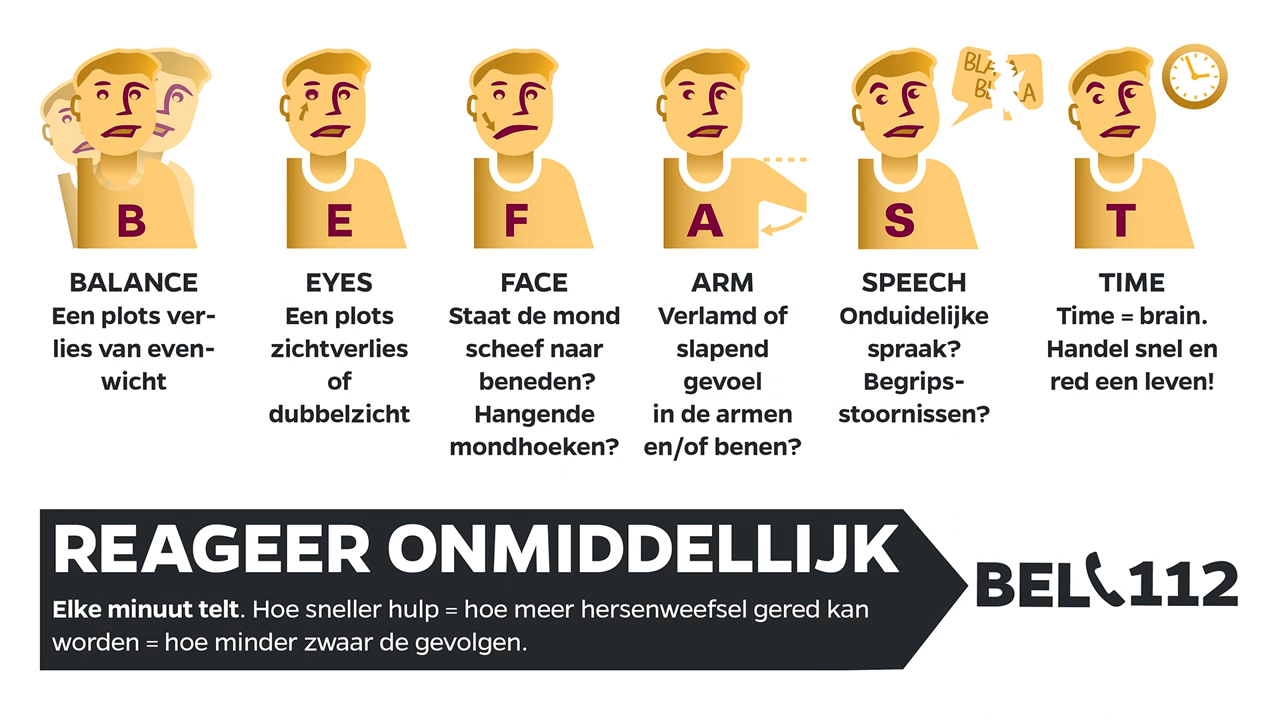 BLA
BLA
B
E
F
A
S
T
BALANCE
Een plots ver-
lies van even-
wicht
EYES
Een plots
zichtverlies
of
dubbelzicht
FACE
Staat de mond
scheef naar
beneden?
Hangende
mondhoeken?
ARM
Verlamd of
slapend
gevoel
in de armen
en/of benen?
SPEECH
Onduidelijke
spraak?
Begrips-
stoornissen?
TIME
Time = brain.
Handel snel en
red een leven!
REAGEER ONMIDDELLIJK
Elke minuut telt. Hoe sneller hulp = hoe meer hersenweefsel gered kan
worden = hoe minder zwaar de gevolgen.
BEL 112